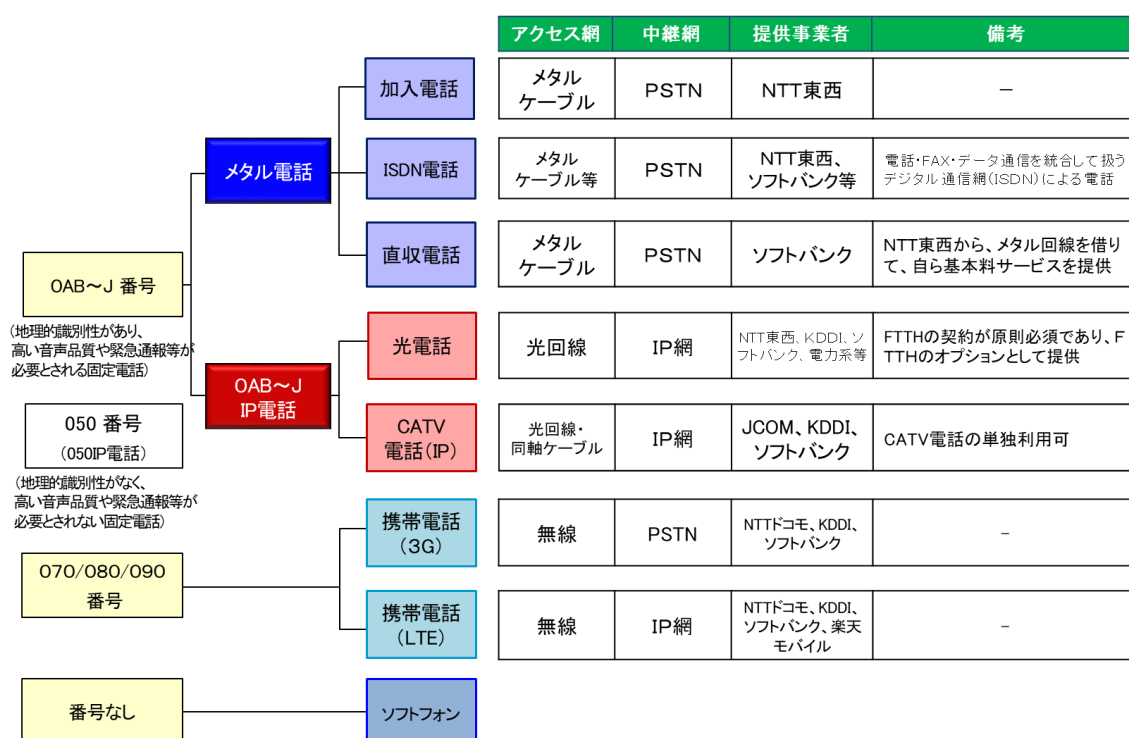 アクセス網
中継網
提供事業者
備考
加入電話
メタル
ケーブル
PSTN
NTT東西
－
メタル電話
ISDN電話
メタル
ケーブル等
PSTN
NTT東西、
ソフトバンク等
電話・FAX・データ通信を統合して扱う
デジタル通信網(ISDN)による電話
直収電話
メタル
ケーブル
PSTN
ソフトバンク
NTT東西から、メタル回線を借り
て、自ら基本料サービスを提供
0AB～J 番号
(地理的識別性があり、
高い音声品質や緊急通報等が
必要とされる固定電話)
光電話
光回線
IP網
NTT東西、KDDI、ソ
フトバンク、電力系等
FTTHの契約が原則必須であり、F
TTHのオプションとして提供
0AB～J
IP電話
CATV
電話(IP)
光回線・
同軸ケーブル
IP網
JCOM、KDDI、
ソフトバンク
CATV電話の単独利用可
050 番号
(050IP電話)
(地理的識別性がなく、
高い音声品質や緊急通報等が
必要とされない固定電話)
携帯電話
(3G)
無線
PSTN
NTTドコモ、KDDI、
ソフトバンク
－
070/080/090
番号
携帯電話
(LTE)
無線
IP網
NTTドコモ、KDDI、
ソフトバンク、楽天
モバイル
－
番号なし
ソフトフォン